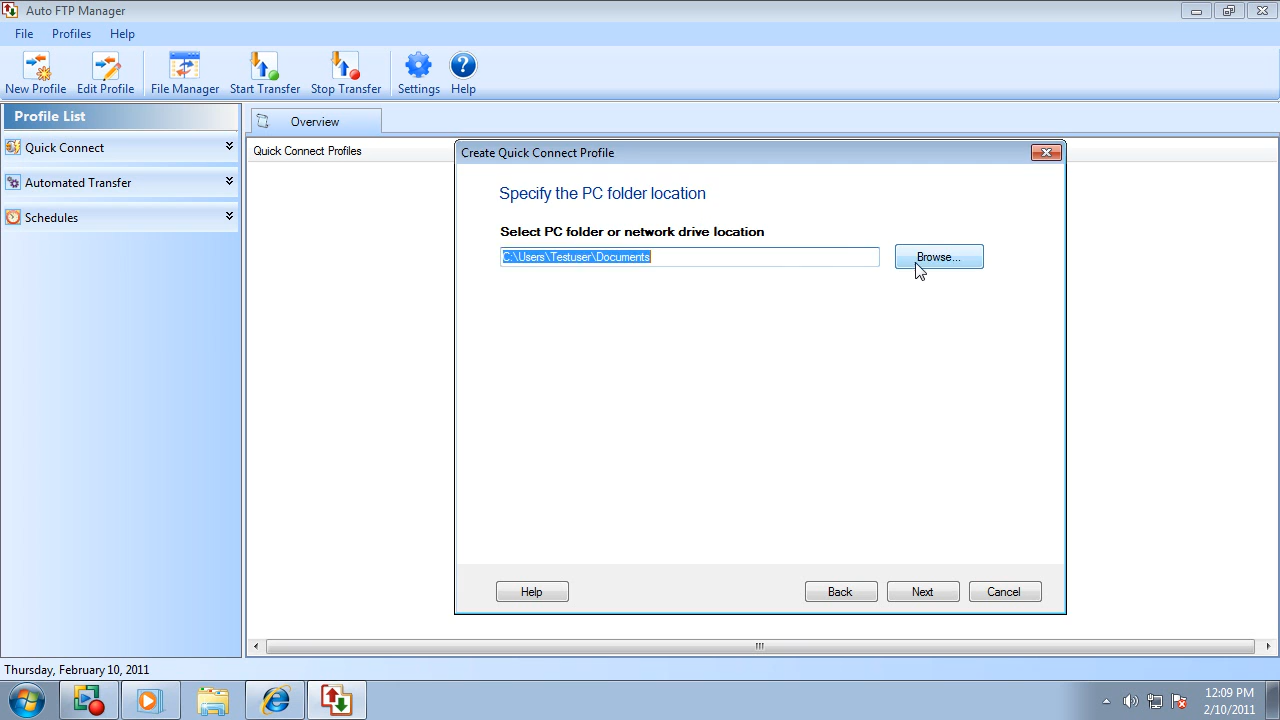 Auto FTP Manager
File Profiles Help
New Profile Edit Profile File Manager Start Transfer Stop Transfer Settings Help
Profile List
Quick Connect
Automated Transfer
Schedules
Overview
Quick Connect Profiles
Create Quick Connect Profile
Specify the PC folder location
Select PC folder or network drive location
C:\Users\Testuser\Documents
Browse...
Help Back Next Cancel
Thursday, February 10, 2011
12:09 PM
2/10/2011